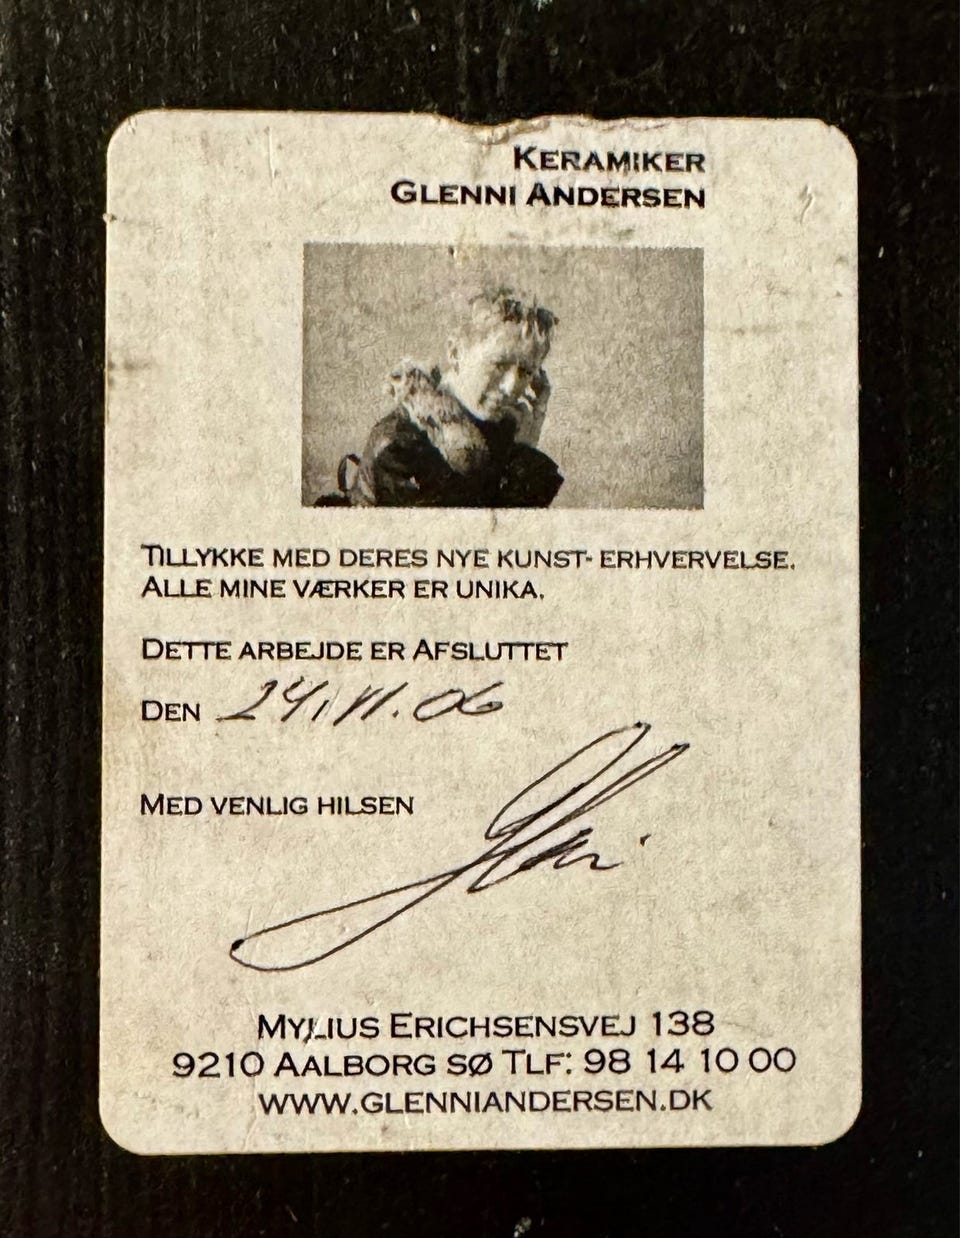 KERAMIKER
GLENNI ANDERSEN
TILLYKKE MED DERES NYE KUNST- ERHVERVELSE.
ALLE MINE VÆRKER ER UNIKA.
DETTE ARBEJDE ER AFSLUTTET
DEN 24.11.06
MED VENLIG HILSEN
MYLIUS ERICHSENSVEJ 138
9210 AALBORG SØ TLF: 98 14 10 00
WWW.GLENNIANDERSEN.DK